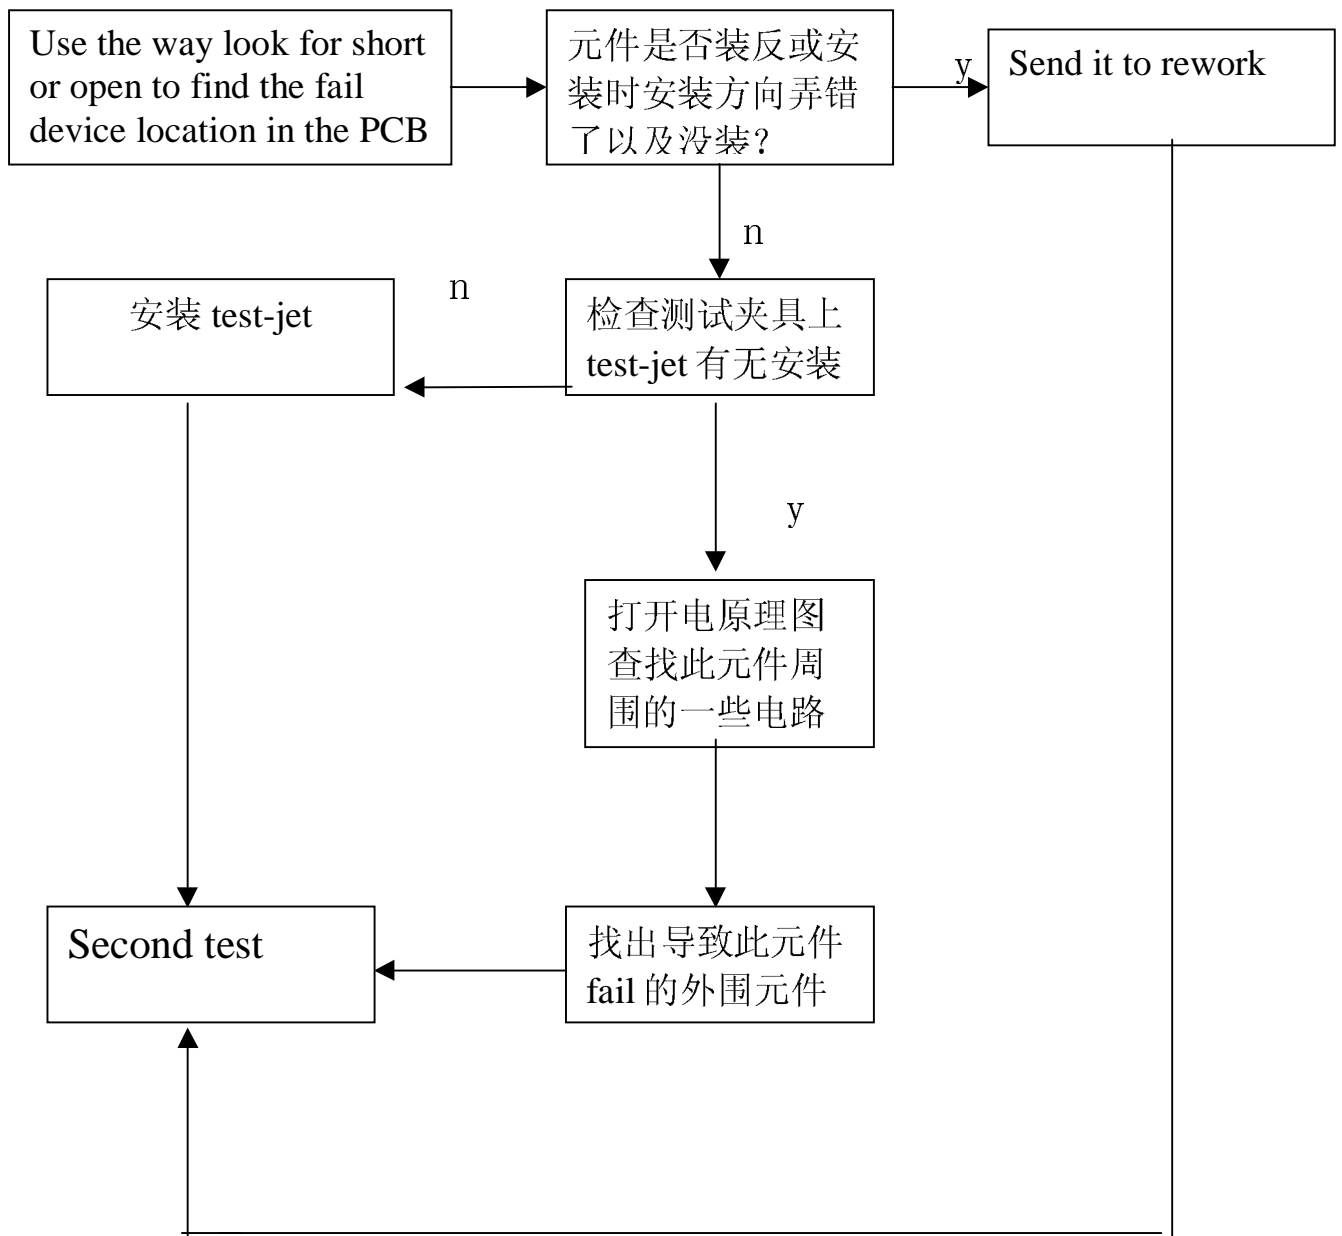 Use the way look for short
or open to find the fail
device location in the PCB
元件是否装反或安
装时安装方向弄错
了以及没装？
y
Send it to rework
n
安装 test-jet
n
检查测试夹具上
test-jet 有无安装
y
打开电原理图
查找此元件周
围的一些电路
Second test
找出导致此元件
fail 的外围元件